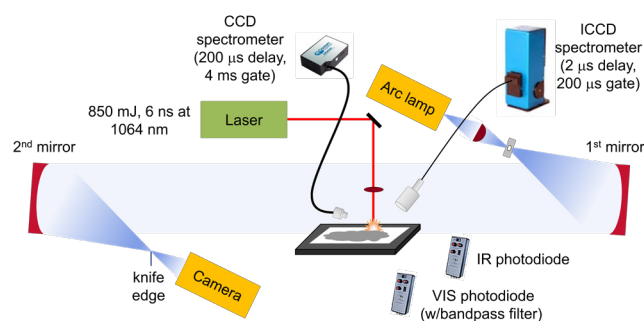 CCD
spectrometer
(200 μs delay,
4 ms gate)
ICCD
spectrometer
(2 μs delay,
200 μs gate)
Arc lamp
850 mJ, 6 ns at
1064 nm
Laser
2nd mirror
1st mirror
knife
edge
Camera
IR photodiode
VIS photodiode
(w/bandpass filter)